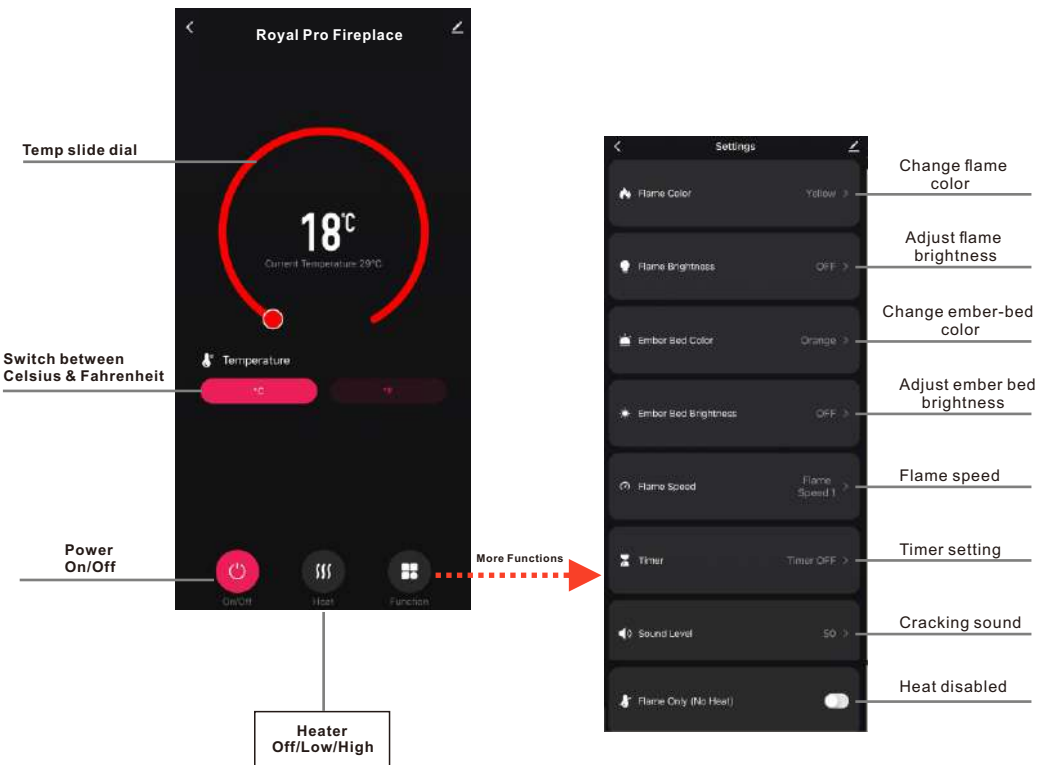 Royal Pro Fireplace
Temp slide dial
18°C
Current Temperature 29°C
Temperature
Switch between
Celsius & Fahrenheit
°C
°F
Power
On/Off
On/Off
Heat
Function
More Functions
Heater
Off/Low/High
Settings
Flame Color
Yellow >
Change flame
color
Flame Brightness
OFF >
Adjust flame
brightness
Embor Bed Color
Orange >
Change ember-bed
color
Embor Bed Brightness
OFF >
Adjust ember bed
brightness
Flame Speed
Flame
Speed 1 >
Flame speed
Timer
Timer OFF >
Timer setting
Sound Level
S0 >
Cracking sound
Flame Only (No Heat)
Heat disabled